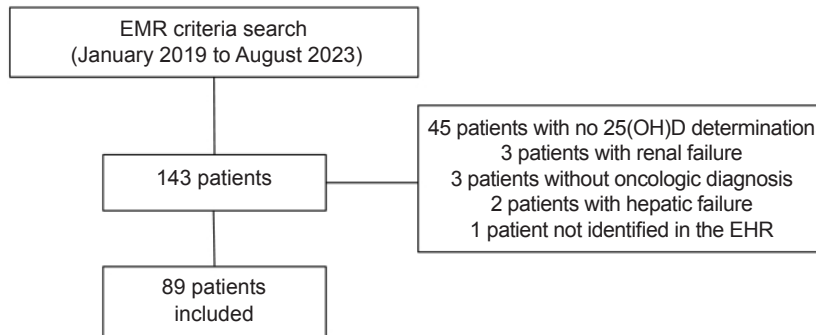 EMR criteria search
(January 2019 to August 2023)
45 patients with no 25(OH)D determination
3 patients with renal failure
3 patients without oncologic diagnosis
2 patients with hepatic failure
1 patient not identified in the EHR
143 patients
89 patients
included